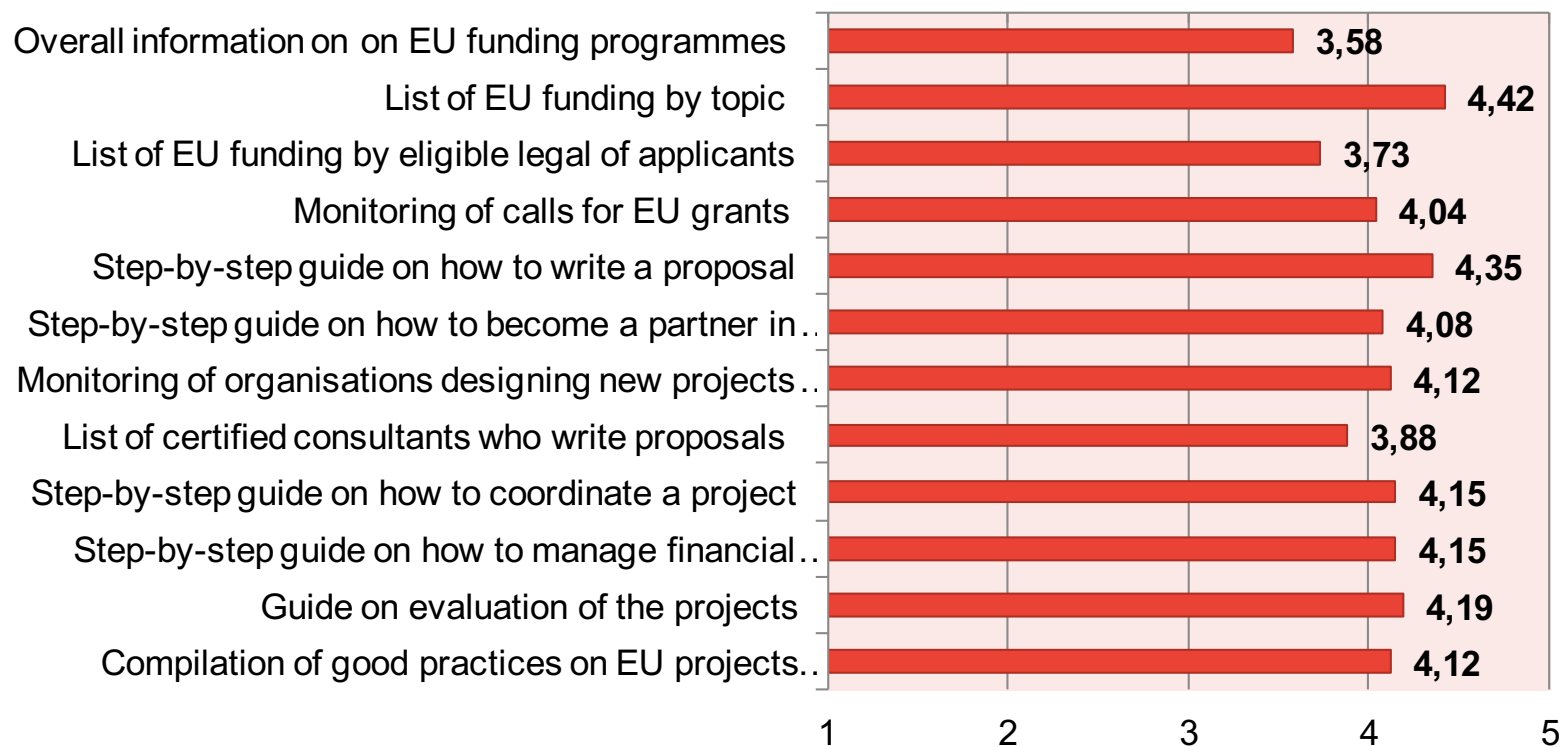 Overall information on on EU funding programmes 3,58
List of EU funding by topic 4,42
List of EU funding by eligible legal of applicants 3,73
Monitoring of calls for EU grants 4,04
Step-by-step guide on how to write a proposal 4,35
Step-by-step guide on how to become a partner in.. 4,08
Monitoring of organisations designing new projects.. 4,12
List of certified consultants who write proposals 3,88
Step-by-step guide on how to coordinate a project 4,15
Step-by-step guide on how to manage financial.. 4,15
Guide on evaluation of the projects 4,19
Compilation of good practices on EU projects.. 4,12
1 2 3 4 5